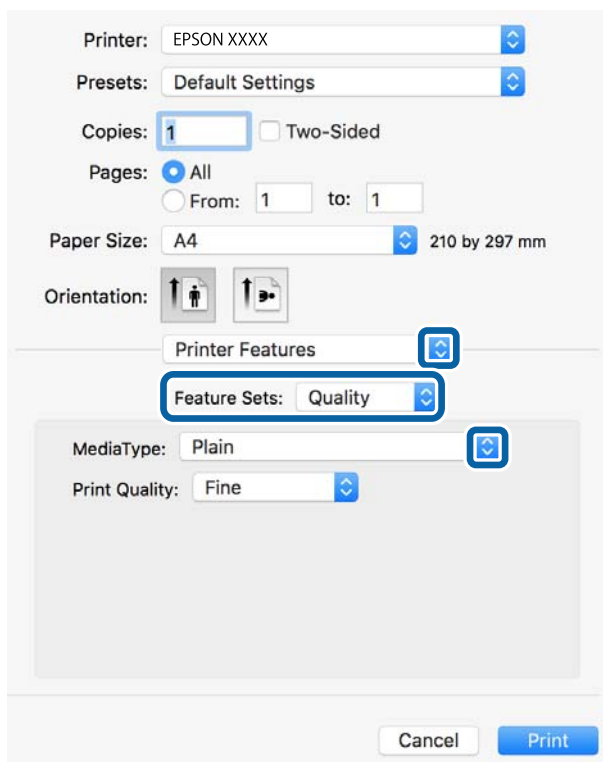 Printer: EPSON XXXX
Presets: Default Settings
Copies: 1 Two-Sided
Pages: All
From: 1 to: 1
Paper Size: A4 210 by 297 mm
Orientation:
Printer Features
Feature Sets: Quality
MediaType: Plain
Print Quality: Fine
Cancel Print